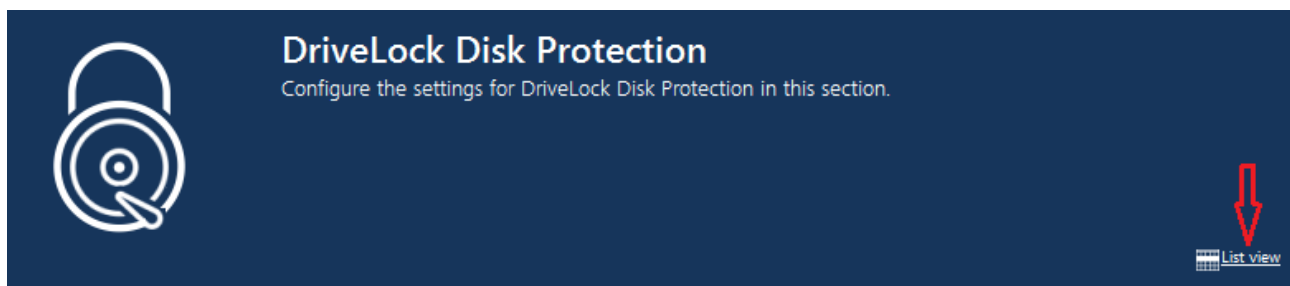 DriveLock Disk Protection
Configure the settings for DriveLock Disk Protection in this section.
List view